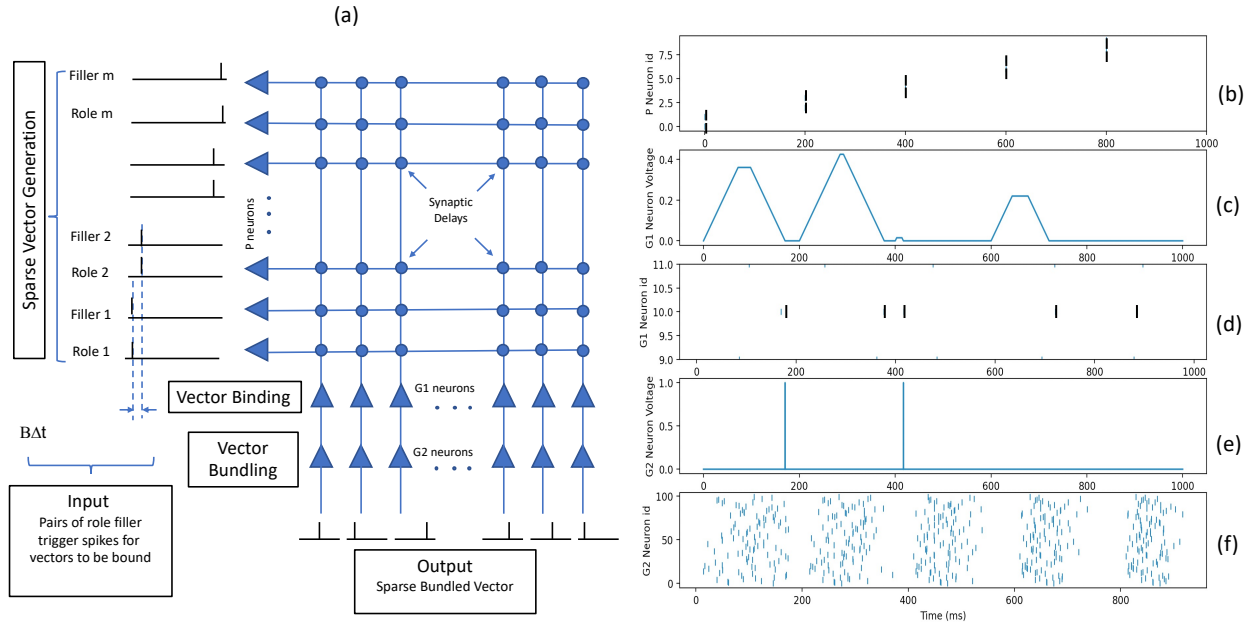 (a)
Sparse Vector Generation
Filler m
Role m
Filler 2
Role 2
Filler 1
Role 1
P neurons
Synaptic
Delays
Vector Binding
G1 neurons
Vector
Bundling
G2 neurons
BΔt
Input
Pairs of role filler
trigger spikes for
vectors to be bound
Output
Sparse Bundled Vector
P Neuron id
7.5
5.0
2.5
0.0
0
200
400
600
800
1000
(b)
G1 Neuron Voltage
0.4
0.2
0.0
0
200
400
600
800
1000
(c)
G1 Neuron id
11.0
10.5
10.0
9.5
9.0
0
200
400
600
800
1000
(d)
G2 Neuron Voltage
1.0
0.5
0.0
0
200
400
600
800
1000
(e)
G2 Neuron id
100
50
0
0
200
400
600
800
Time (ms)
(f)